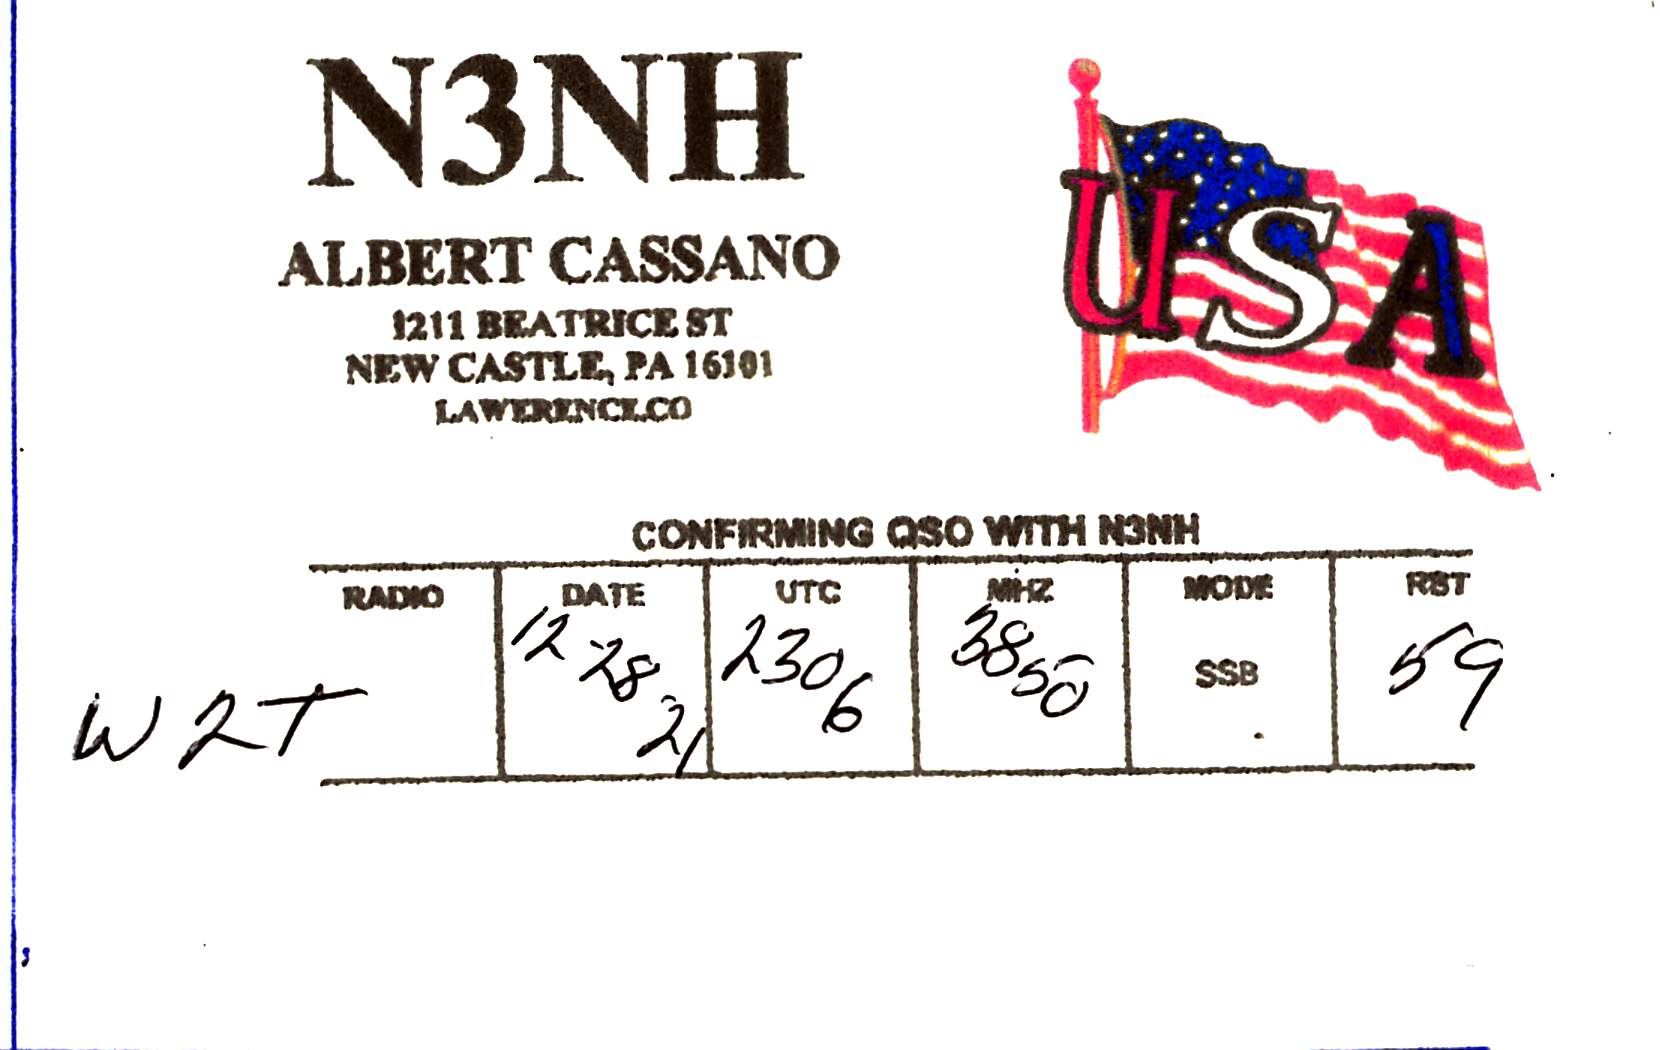 N3NH
ALBERT CASSANO
1211 BEATRICE ST
NEW CASTLE, PA 16101
LAWERENCE.CO
USA
CONFIRMING QSO WITH N3NH
RADIO DATE UTC MHZ MODE RST
W2T 12 28 21 2306 3850 SSB 59